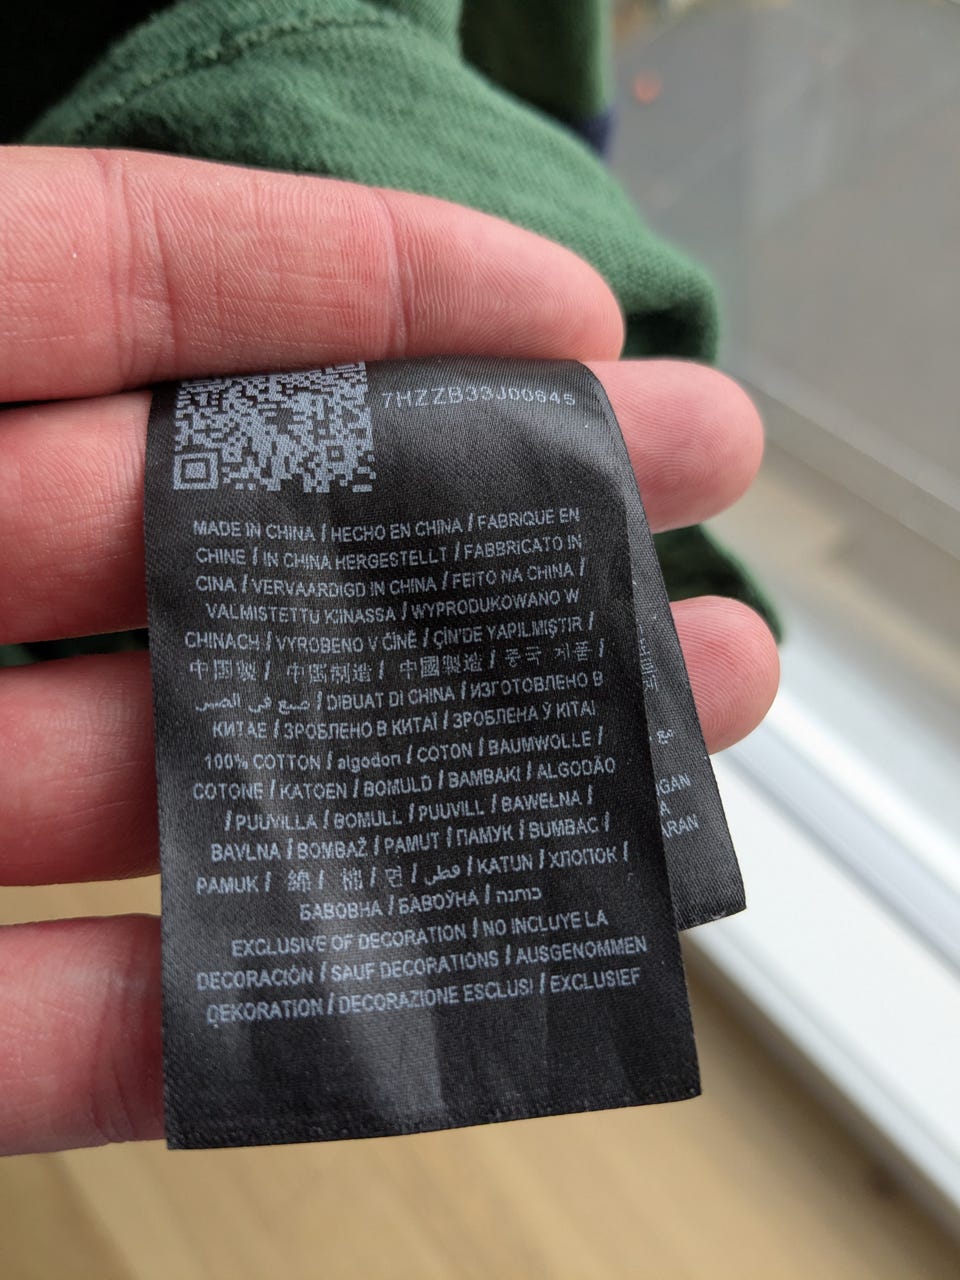 7HZZB33J00645
MADE IN CHINA / HECHO EN CHINA / FABRIQUE EN
CHINE / IN CHINA HERGESTELLT / FABBRICATO IN
CINA / VERVAARDIGD IN CHINA / FEITO NA CHINA /
VALMISTETTU KINASSA / WYPRODUKOWANO W
CHINACH / VYROBENO V ČÍNĚ / ÇİN'DE YAPILMIŞTIR /
中国製 / 中国制造 / 中國製造 / 중국 제품 /
صنع في الصين / DIBUAT DI CHINA / ИЗГОТОВЛЕНО В
КИТАЕ / ЗРОБЛЕНО В КИТАЇ / ЗРОБЛЕНА Ў КІТАІ
100% COTTON / algodon / COTON / BAUMWOLLE /
COTONE / KATOEN / BOMULD / BAMBAKI / ALGODÃO
/ PUUVILLA / BOMULL / PUUVILL / BAWEŁNA /
BAVLNA / BOMBAŽ / PAMUT / ПАМУК / BUMBAC /
PAMUK / 綿 / 棉 / 면 / قطن / KATUN / ХЛОПОК /
БАВОВНА / БАВОЎНА / כותנה
EXCLUSIVE OF DECORATION / NO INCLUYE LA
DECORACIÓN / SAUF DECORATIONS / AUSGENOMMEN
DEKORATION / DECORAZIONE ESCLUSI / EXCLUSIEF